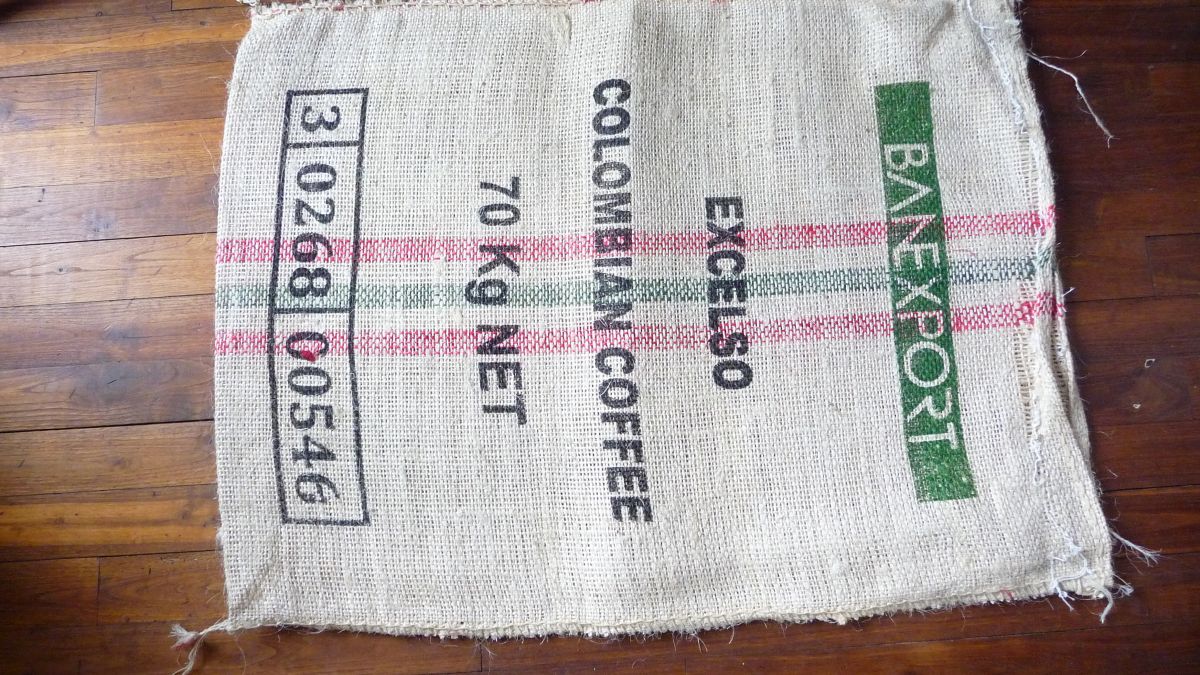 BANEXPORT
EXCELSO
COLOMBIAN COFFEE
70 Kg NET
3 0268 00546